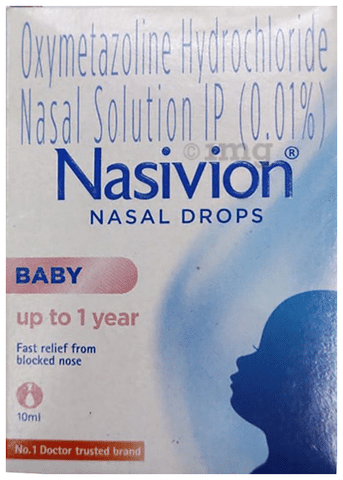 Oxymetazoline Hydrochloride
Nasal Solution IP (0.01%)
©1mg
Nasivion®
NASAL DROPS
BABY
up to 1 year
Fast relief from
blocked nose
10ml
No.1 Doctor trusted brand